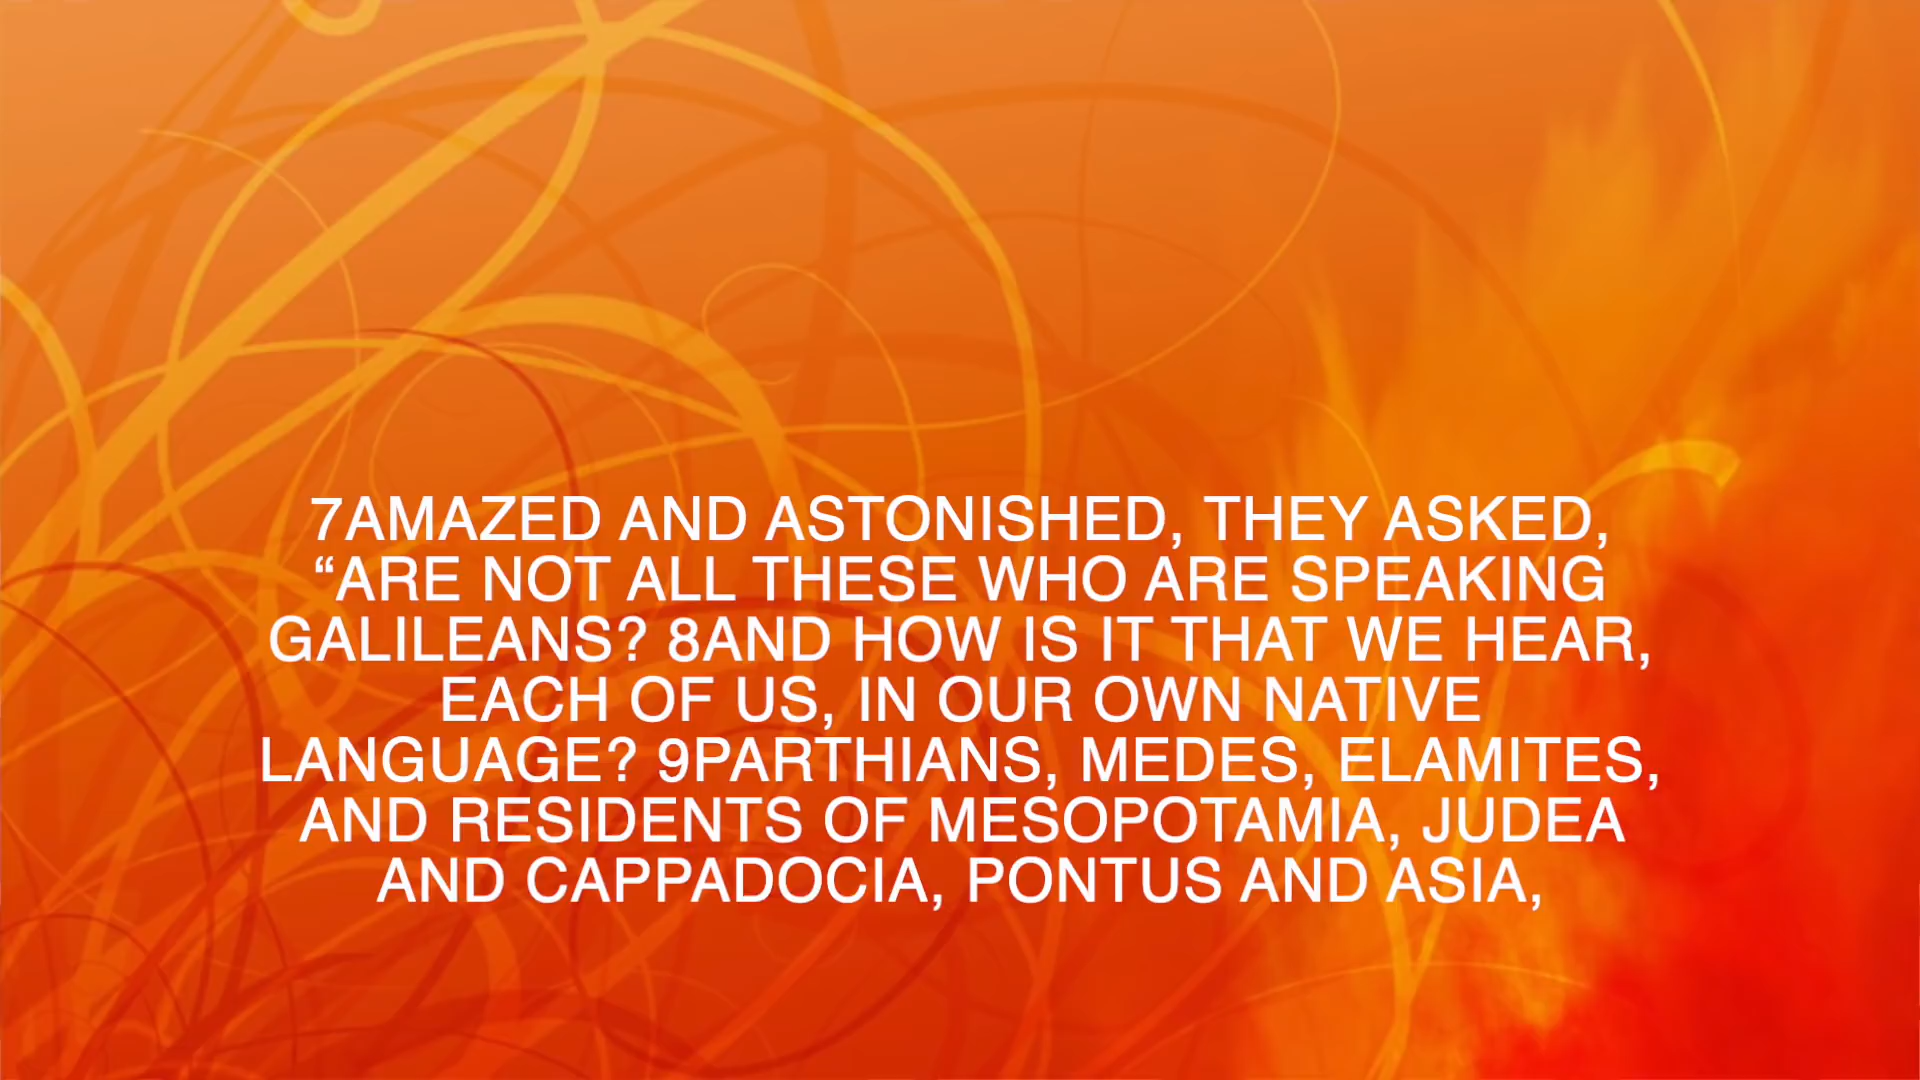 7AMAZED AND ASTONISHED, THEY ASKED,
“ARE NOT ALL THESE WHO ARE SPEAKING
GALILEANS? 8AND HOW IS IT THAT WE HEAR,
EACH OF US, IN OUR OWN NATIVE
LANGUAGE? 9PARTHIANS, MEDES, ELAMITES,
AND RESIDENTS OF MESOPOTAMIA, JUDEA
AND CAPPADOCIA, PONTUS AND ASIA,